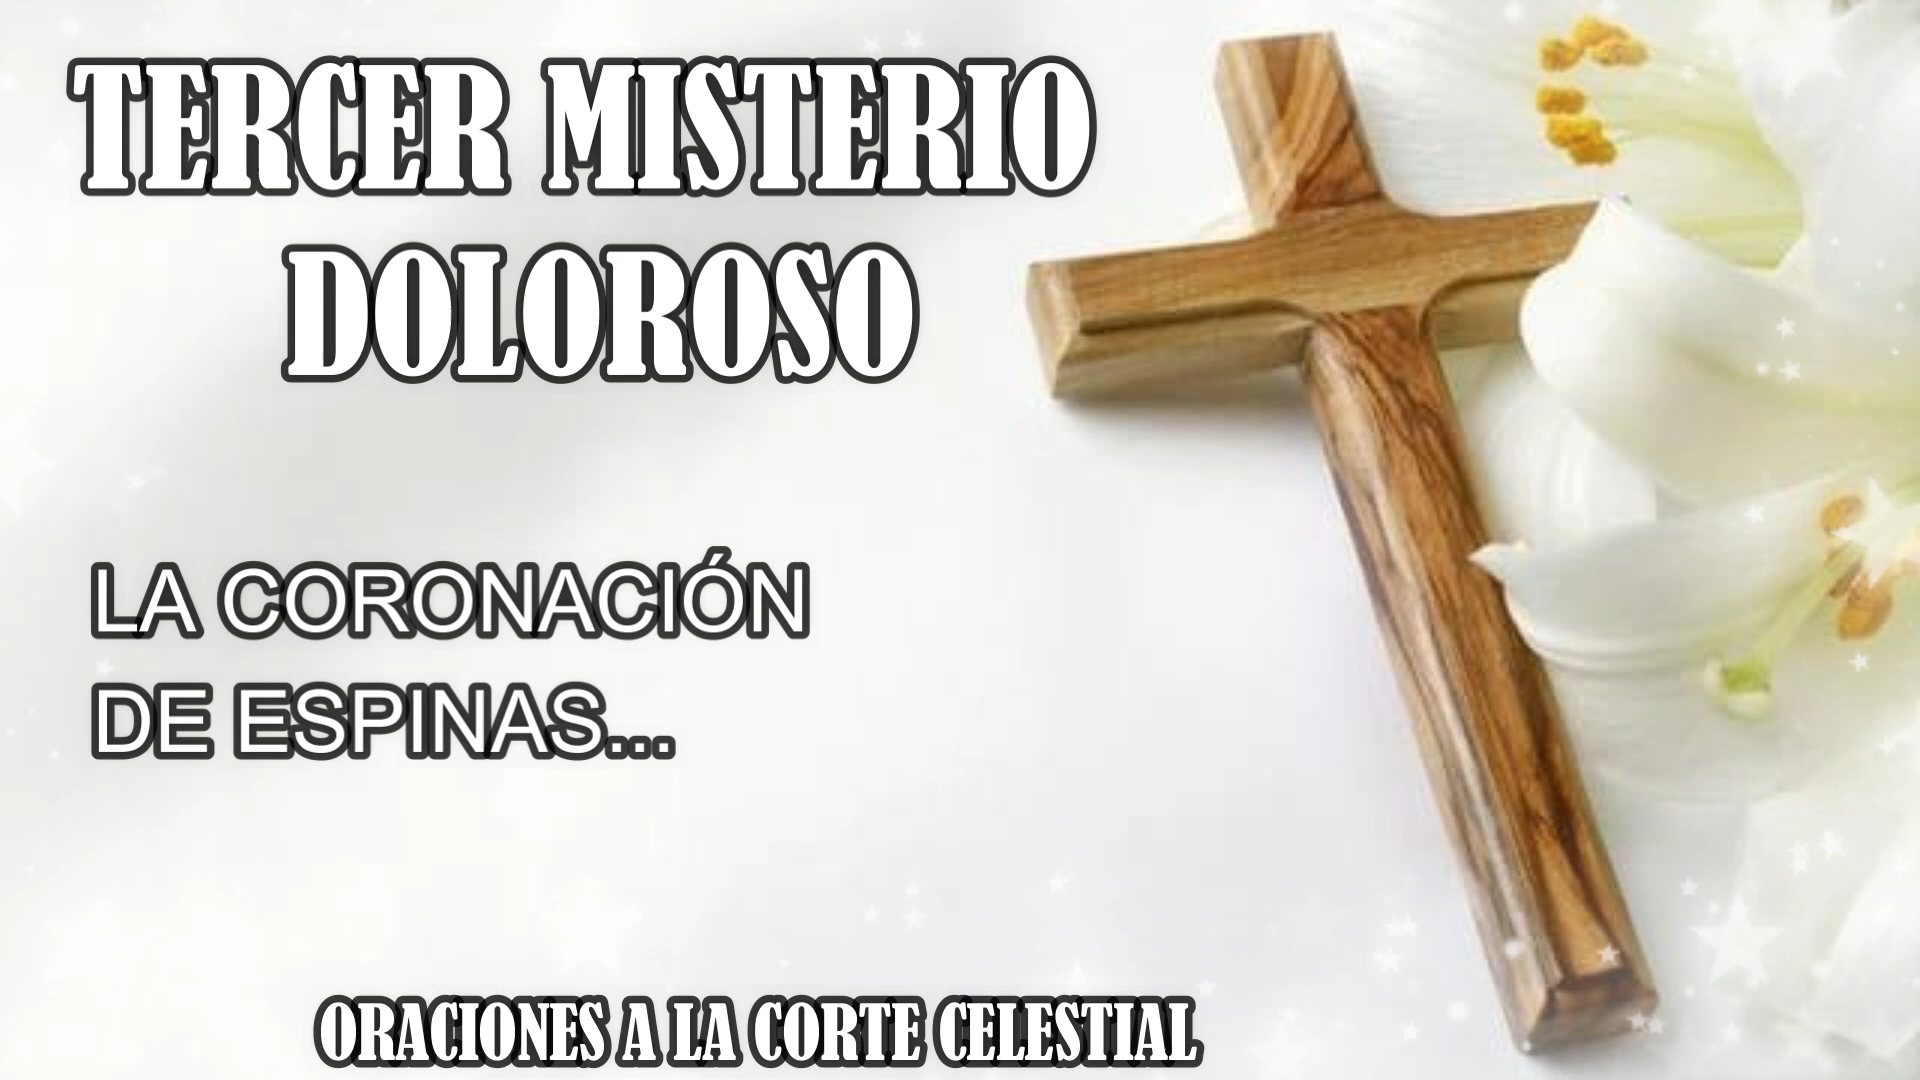 TERCER MISTERIO
DOLOROSO
LA CORONACIÓN
DE ESPINAS...
ORACIONES A LA CORTE CELESTIAL